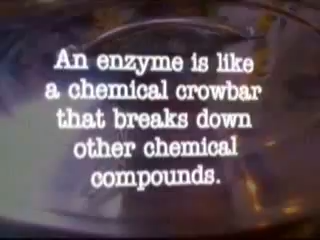 An enzyme is like
a chemical crowbar
that breaks down
other chemical
compounds.